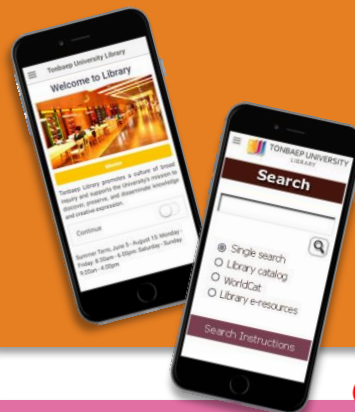 Tonbaep University Library
Welcome to Library
Tonbaep Library promotes a culture of broad
inquiry and supports the University's mission to
discover, preserve, and disseminate knowledge
and creative expression.
Continue
Summer Term, June 5 - August 15: Monday -
Friday: 8:00am - 6:00pm; Saturday - Sunday:
9:00am - 4:00pm
TONBAEP UNIVERSITY
LIBRARY
Search
Single search
Library catalog
WorldCat
Library e-resources
Search Instructions